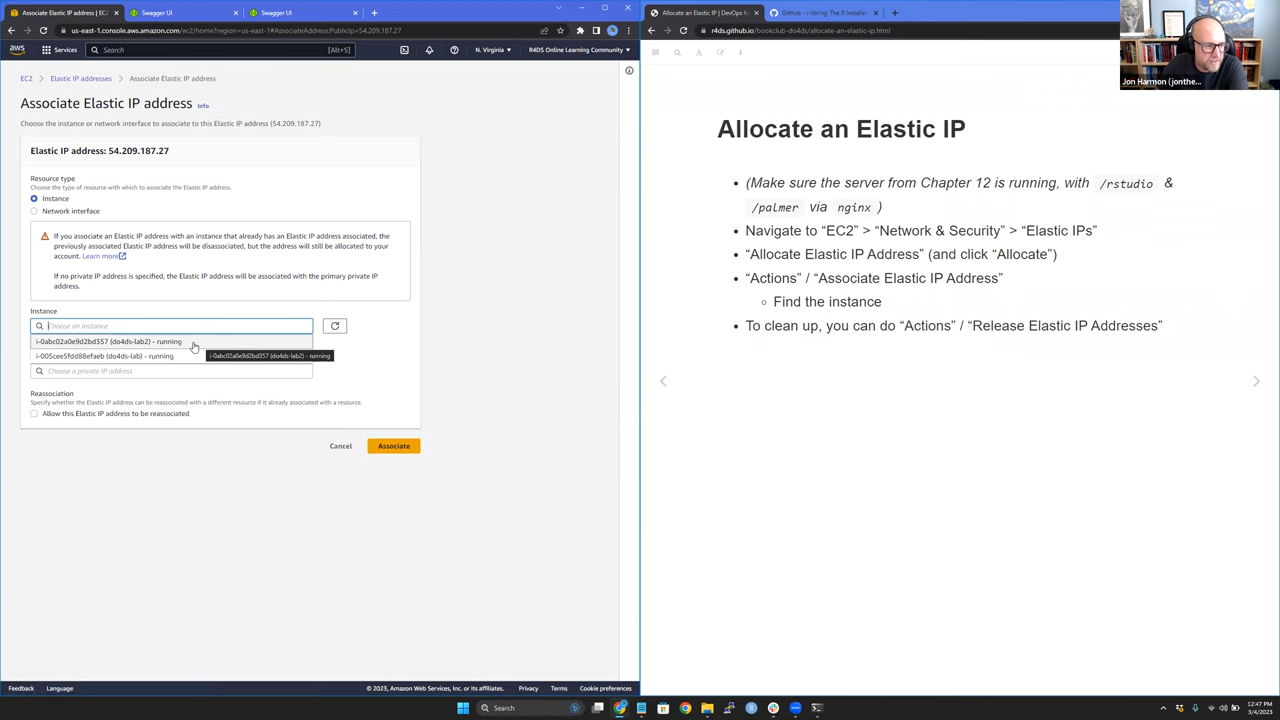 Associate Elastic IP address | EC2
Swagger UI
Swagger UI
us-east-1.console.aws.amazon.com/ec2/home?region=us-east-1#AssociateAddress:PublicIp=54.209.187.27
aws
Services
Search
[Alt+S]
N. Virginia
R4DS Online Learning Community
EC2
Elastic IP addresses
Associate Elastic IP address
Associate Elastic IP address
Info
Choose the instance or network interface to associate to this Elastic IP address (54.209.187.27)
Elastic IP address: 54.209.187.27
Resource type
Choose the type of resource with which to associate the Elastic IP address.
Instance
Network interface
If you associate an Elastic IP address with an instance that already has an Elastic IP address associated, the
previously associated Elastic IP address will be disassociated, but the address will still be allocated to your
account. Learn more
If no private IP address is specified, the Elastic IP address will be associated with the primary private IP
address.
Instance
Choose an instance
i-0abc02a0e9d2bd357 (do4ds-lab2) - running
i-005cee5fdd88efaeb (do4ds-lab) - running
i-0abc02a0e9d2bd357 (do4ds-lab2) - running
Choose a private IP address
Reassociation
Specify whether the Elastic IP address can be reassociated with a different resource if it already associated with a resource.
Allow this Elastic IP address to be reassociated
Cancel
Associate
Feedback
Language
© 2023, Amazon Web Services, Inc. or its affiliates.
Privacy
Terms
Cookie preferences
Allocate an Elastic IP | DevOps
GitHub - r-lib/rig: The R Installa
r4ds.github.io/bookclub-do4ds/allocate-an-elastic-ip.html
Jon Harmon (jonthe...
Allocate an Elastic IP
• (Make sure the server from Chapter 12 is running, with /rstudio &
/palmer via nginx )
• Navigate to “EC2” > “Network & Security” > “Elastic IPs”
• “Allocate Elastic IP Address” (and click “Allocate”)
• “Actions” / “Associate Elastic IP Address”
◦ Find the instance
• To clean up, you can do “Actions” / “Release Elastic IP Addresses”
Search
12:47 PM
3/4/2023